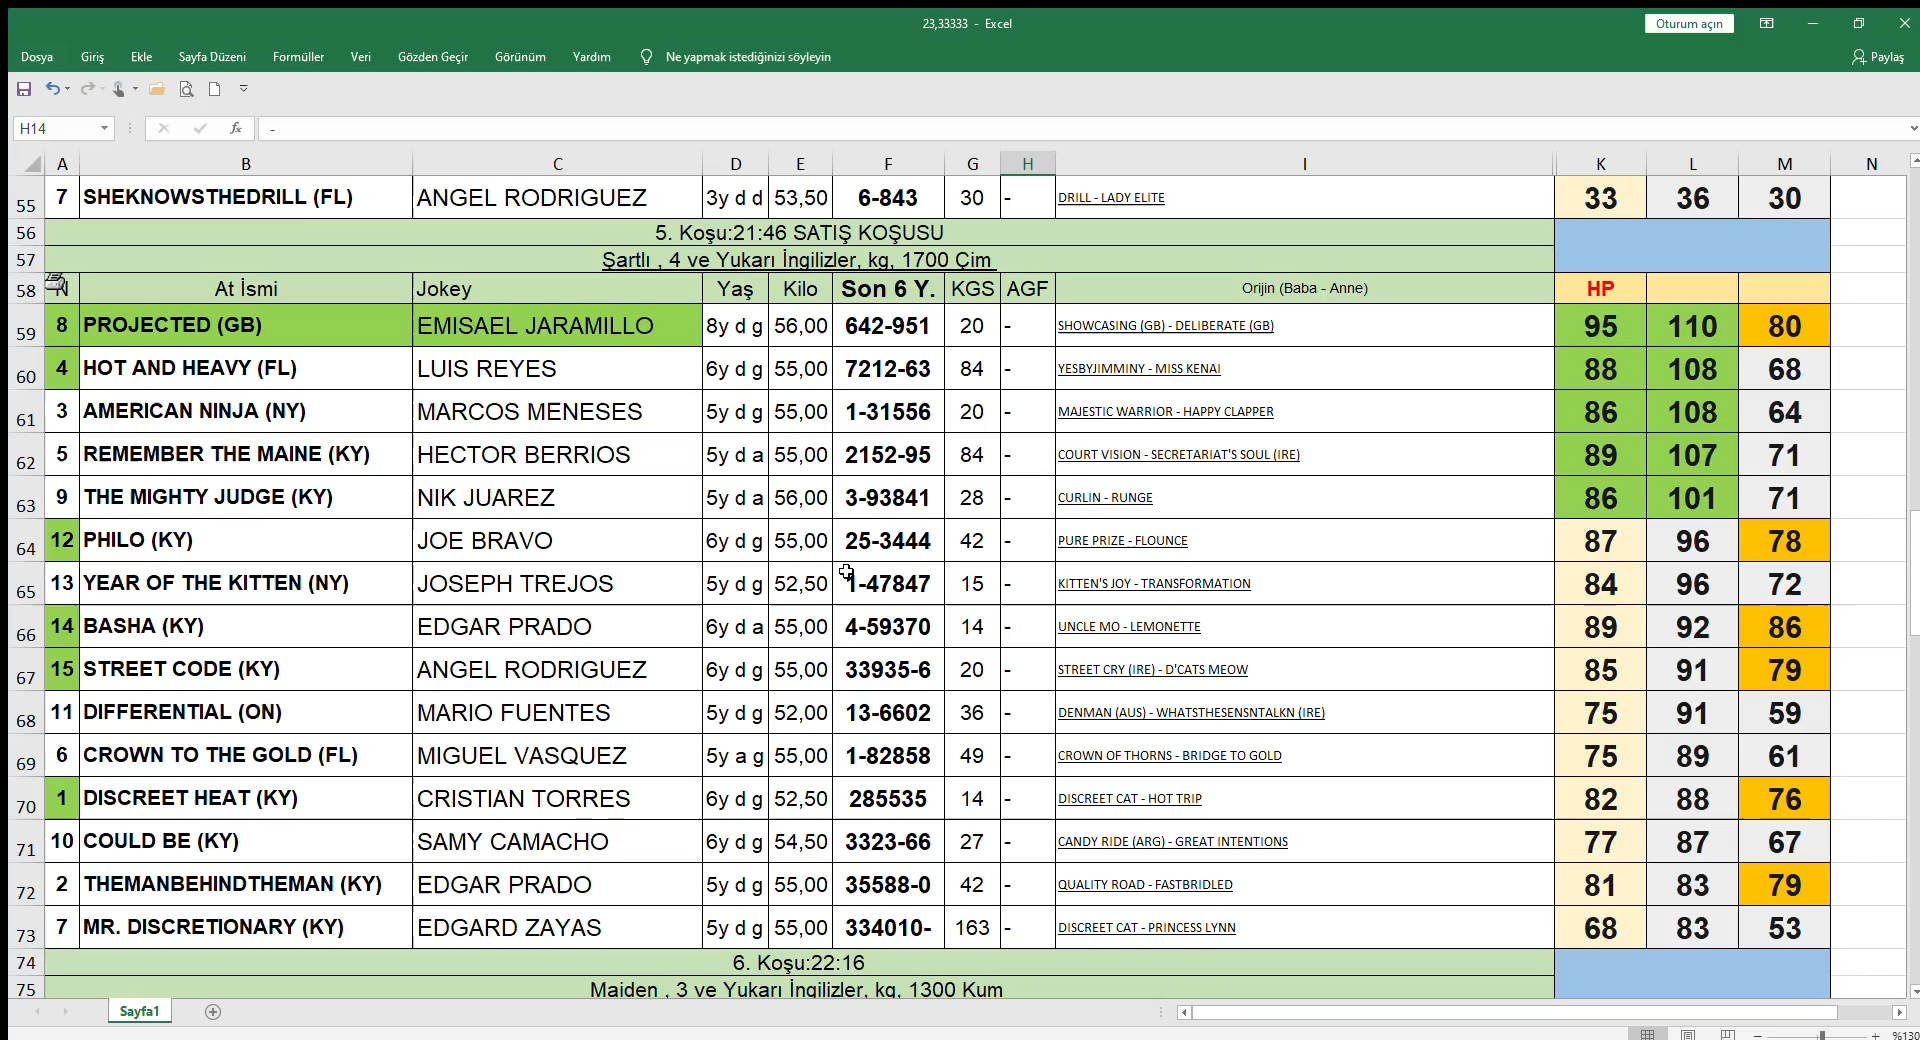 23,33333 - Excel
Oturum açın
Dosya Giriş Ekle Sayfa Düzeni Formüller Veri Gözden Geçir Görünüm Yardım Ne yapmak istediğinizi söyleyin Paylaş
H14 fx -
A B C D E F G H I K L M N
55 7 SHEKNOWSTHEDRILL (FL) ANGEL RODRIGUEZ 3y d d 53,50 6-843 30 - DRILL - LADY ELITE 33 36 30
56 5. Koşu:21:46 SATIŞ KOŞUSU
57 Şartlı , 4 ve Yukarı İngilizler, kg, 1700 Çim
58 N At İsmi Jokey Yaş Kilo Son 6 Y. KGS AGF Orijin (Baba - Anne) HP
59 8 PROJECTED (GB) EMISAEL JARAMILLO 8y d g 56,00 642-951 20 - SHOWCASING (GB) - DELIBERATE (GB) 95 110 80
60 4 HOT AND HEAVY (FL) LUIS REYES 6y d g 55,00 7212-63 84 - YESBYJIMMINY - MISS KENAI 88 108 68
61 3 AMERICAN NINJA (NY) MARCOS MENESES 5y d g 55,00 1-31556 20 - MAJESTIC WARRIOR - HAPPY CLAPPER 86 108 64
62 5 REMEMBER THE MAINE (KY) HECTOR BERRIOS 5y d a 55,00 2152-95 84 - COURT VISION - SECRETARIAT'S SOUL (IRE) 89 107 71
63 9 THE MIGHTY JUDGE (KY) NIK JUAREZ 5y d a 56,00 3-93841 28 - CURLIN - RUNGE 86 101 71
64 12 PHILO (KY) JOE BRAVO 6y d g 55,00 25-3444 42 - PURE PRIZE - FLOUNCE 87 96 78
65 13 YEAR OF THE KITTEN (NY) JOSEPH TREJOS 5y d g 52,50 1-47847 15 - KITTEN'S JOY - TRANSFORMATION 84 96 72
66 14 BASHA (KY) EDGAR PRADO 6y d a 55,00 4-59370 14 - UNCLE MO - LEMONETTE 89 92 86
67 15 STREET CODE (KY) ANGEL RODRIGUEZ 6y d g 55,00 33935-6 20 - STREET CRY (IRE) - D'CATS MEOW 85 91 79
68 11 DIFFERENTIAL (ON) MARIO FUENTES 5y d g 52,00 13-6602 36 - DENMAN (AUS) - WHATSTHESENSNTALKN (IRE) 75 91 59
69 6 CROWN TO THE GOLD (FL) MIGUEL VASQUEZ 5y a g 55,00 1-82858 49 - CROWN OF THORNS - BRIDGE TO GOLD 75 89 61
70 1 DISCREET HEAT (KY) CRISTIAN TORRES 6y d g 52,50 285535 14 - DISCREET CAT - HOT TRIP 82 88 76
71 10 COULD BE (KY) SAMY CAMACHO 6y d g 54,50 3323-66 27 - CANDY RIDE (ARG) - GREAT INTENTIONS 77 87 67
72 2 THEMANBEHINDTHEMAN (KY) EDGAR PRADO 5y d g 55,00 35588-0 42 - QUALITY ROAD - FASTBRIDLED 81 83 79
73 7 MR. DISCRETIONARY (KY) EDGARD ZAYAS 5y d g 55,00 334010- 163 - DISCREET CAT - PRINCESS LYNN 68 83 53
74 6. Koşu:22:16
75 Maiden , 3 ve Yukarı İngilizler, kg, 1300 Kum
Sayfa1
%130